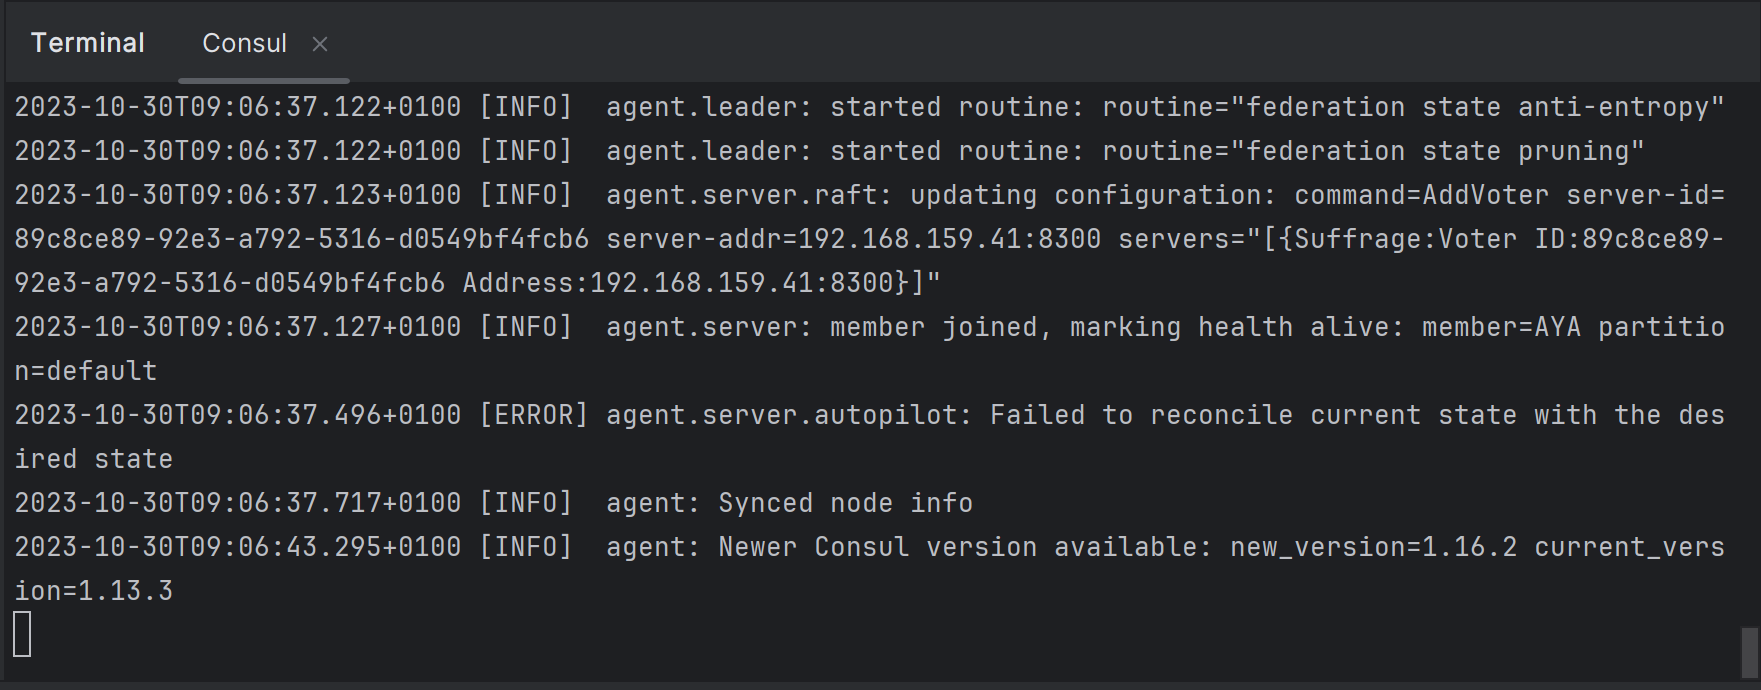 Terminal Consul ×
2023-10-30T09:06:37.122+0100 [INFO]  agent.leader: started routine: routine="federation state anti-entropy"
2023-10-30T09:06:37.122+0100 [INFO]  agent.leader: started routine: routine="federation state pruning"
2023-10-30T09:06:37.123+0100 [INFO]  agent.server.raft: updating configuration: command=AddVoter server-id=
89c8ce89-92e3-a792-5316-d0549bf4fcb6 server-addr=192.168.159.41:8300 servers="[{Suffrage:Voter ID:89c8ce89-
92e3-a792-5316-d0549bf4fcb6 Address:192.168.159.41:8300}]"
2023-10-30T09:06:37.127+0100 [INFO]  agent.server: member joined, marking health alive: member=AYA partitio
n=default
2023-10-30T09:06:37.496+0100 [ERROR] agent.server.autopilot: Failed to reconcile current state with the des
ired state
2023-10-30T09:06:37.717+0100 [INFO]  agent: Synced node info
2023-10-30T09:06:43.295+0100 [INFO]  agent: Newer Consul version available: new_version=1.16.2 current_vers
ion=1.13.3